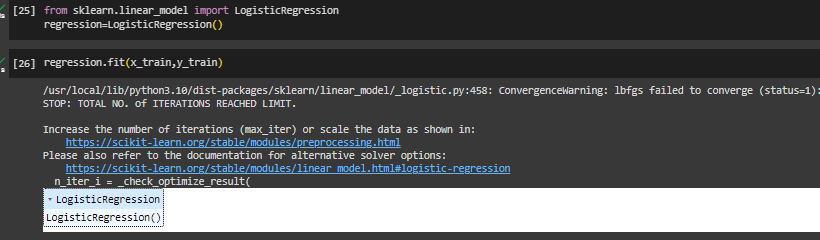 [25] from sklearn.linear_model import LogisticRegression
regression=LogisticRegression()
[26] regression.fit(x_train,y_train)
/usr/local/lib/python3.10/dist-packages/sklearn/linear_model/_logistic.py:458: ConvergenceWarning: lbfgs failed to converge (status=1):
STOP: TOTAL NO. of ITERATIONS REACHED LIMIT.
Increase the number of iterations (max_iter) or scale the data as shown in:
https://scikit-learn.org/stable/modules/preprocessing.html
Please also refer to the documentation for alternative solver options:
https://scikit-learn.org/stable/modules/linear_model.html#logistic-regression
n_iter_i = _check_optimize_result(
LogisticRegression
LogisticRegression()